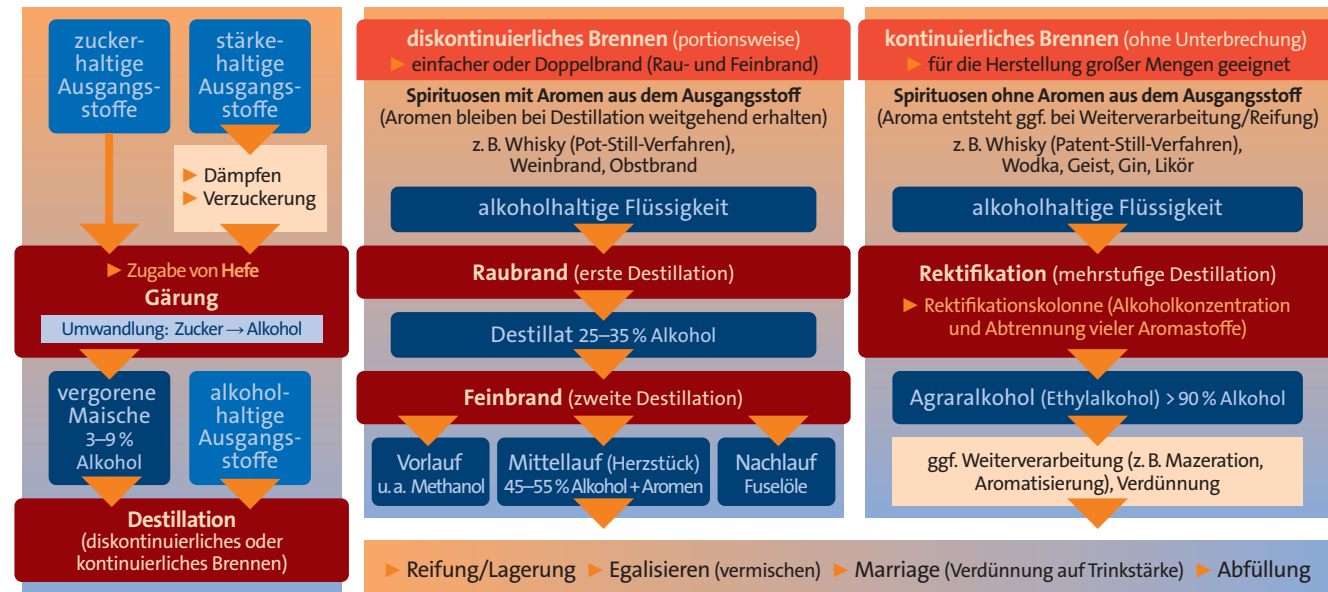 zucker-
haltige
Ausgangs-
stoffe
stärke-
haltige
Ausgangs-
stoffe
► Dämpfen
► Verzuckerung
► Zugabe von Hefe
Gärung
Umwandlung: Zucker → Alkohol
vergorene
Maische
3–9 %
Alkohol
alkohol-
haltige
Ausgangs-
stoffe
Destillation
(diskontinuierliches oder
kontinuierliches Brennen)
diskontinuierliches Brennen (portionsweise)
► einfacher oder Doppelbrand (Rau- und Feinbrand)
Spirituosen mit Aromen aus dem Ausgangsstoff
(Aromen bleiben bei Destillation weitgehend erhalten)
z. B. Whisky (Pot-Still-Verfahren),
Weinbrand, Obstbrand
alkoholhaltige Flüssigkeit
Raubrand (erste Destillation)
Destillat 25–35 % Alkohol
Feinbrand (zweite Destillation)
Vorlauf
u. a. Methanol
Mittellauf (Herzstück)
45–55 % Alkohol + Aromen
Nachlauf
Fuselöle
kontinuierliches Brennen (ohne Unterbrechung)
► für die Herstellung großer Mengen geeignet
Spirituosen ohne Aromen aus dem Ausgangsstoff
(Aroma entsteht ggf. bei Weiterverarbeitung/Reifung)
z. B. Whisky (Patent-Still-Verfahren),
Wodka, Geist, Gin, Likör
alkoholhaltige Flüssigkeit
Rektifikation (mehrstufige Destillation)
► Rektifikationskolonne (Alkoholkonzentration
und Abtrennung vieler Aromastoffe)
Agraralkohol (Ethylalkohol) > 90 % Alkohol
ggf. Weiterverarbeitung (z. B. Mazeration,
Aromatisierung), Verdünnung
► Reifung/Lagerung ► Egalisieren (vermischen) ► Marriage (Verdünnung auf Trinkstärke) ► Abfüllung